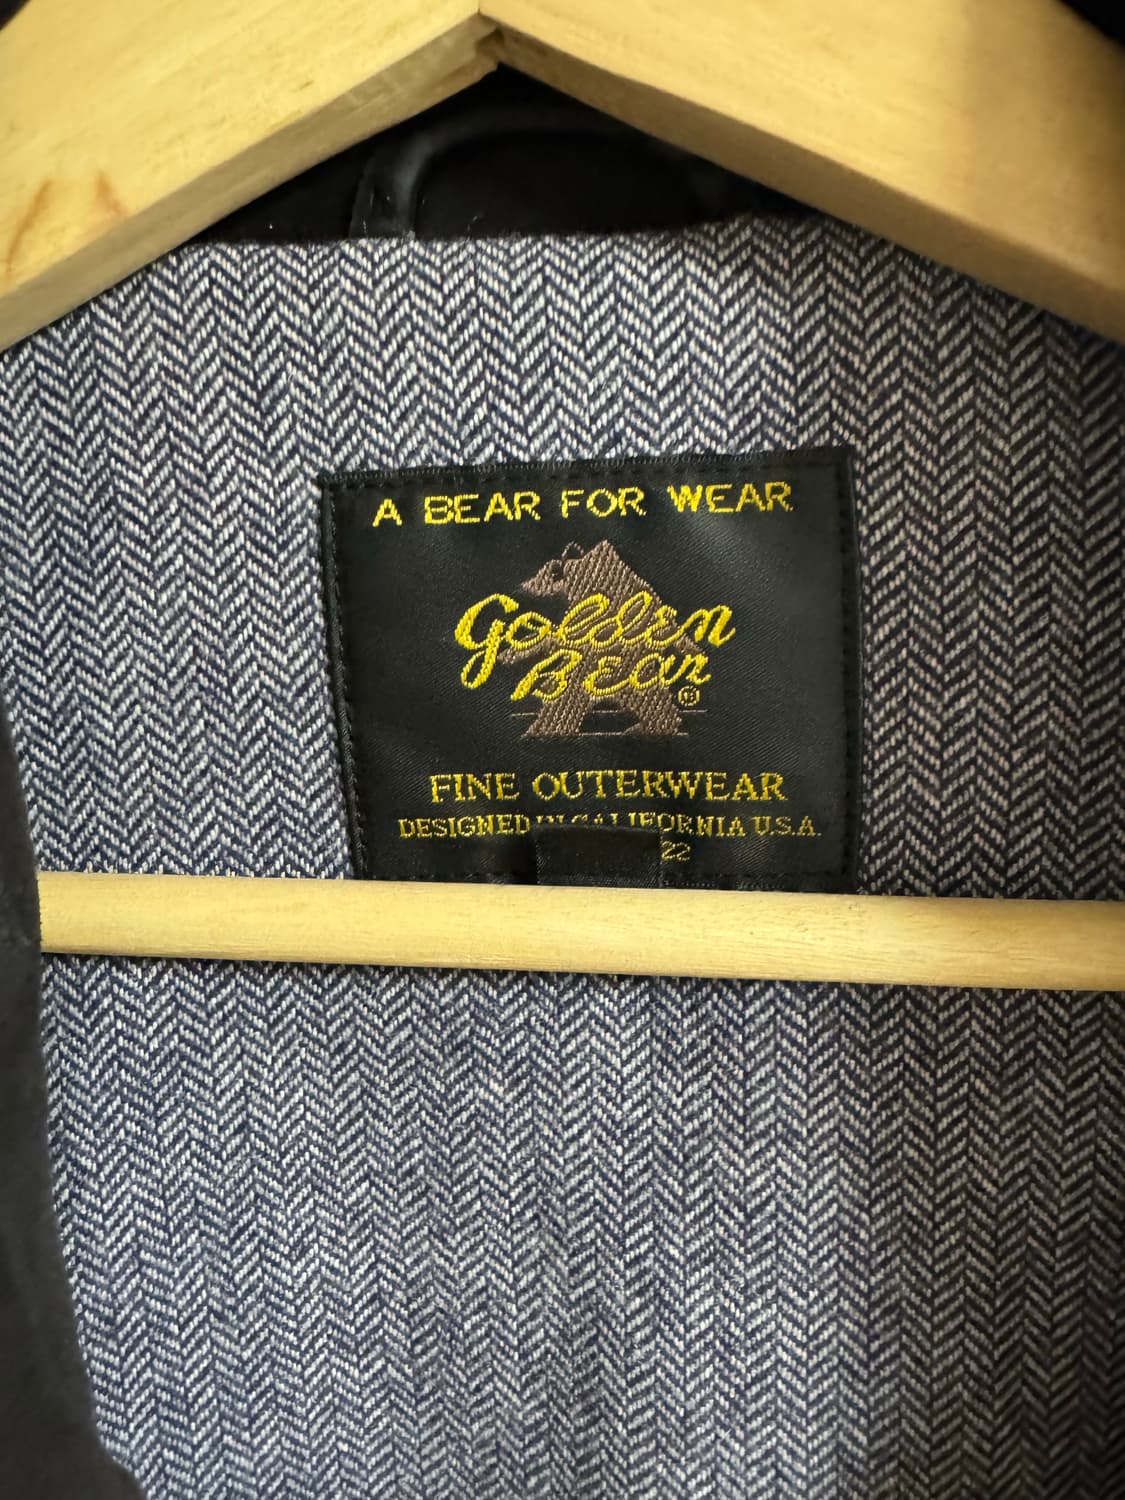 A BEAR FOR WEAR
Golden
Bear ®
FINE OUTERWEAR
DESIGNED IN CALIFORNIA U.S.A.